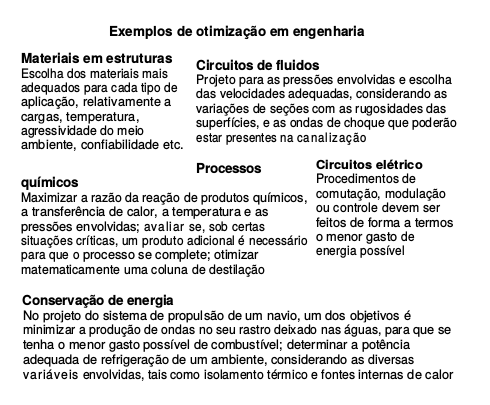 Exemplos de otimização em engenharia
Materiais em estruturas
Escolha dos materiais mais
adequados para cada tipo de
aplicação, relativamente a
cargas, temperatura,
agressividade do meio
ambiente, confiabilidade etc.
Circuitos de fluidos
Projeto para as pressões envolvidas e escolha
das velocidades adequadas, considerando as
variações de seções com as rugosidades das
superfícies, e as ondas de choque que poderão
estar presentes na canalização
Processos
químicos
Maximizar a razão da reação de produtos químicos,
a transferência de calor, a temperatura e as
pressões envolvidas; avaliar se, sob certas
situações críticas, um produto adicional é necessário
para que o processo se complete; otimizar
matematicamente uma coluna de destilação
Circuitos elétrico
Procedimentos de
comutação, modulação
ou controle devem ser
feitos de forma a termos
o menor gasto de
energia possível
Conservação de energia
No projeto do sistema de propulsão de um navio, um dos objetivos é
minimizar a produção de ondas no seu rastro deixado nas águas, para que se
tenha o menor gasto possível de combustível; determinar a potência
adequada de refrigeração de um ambiente, considerando as diversas
variáveis envolvidas, tais como isolamento térmico e fontes internas de calor